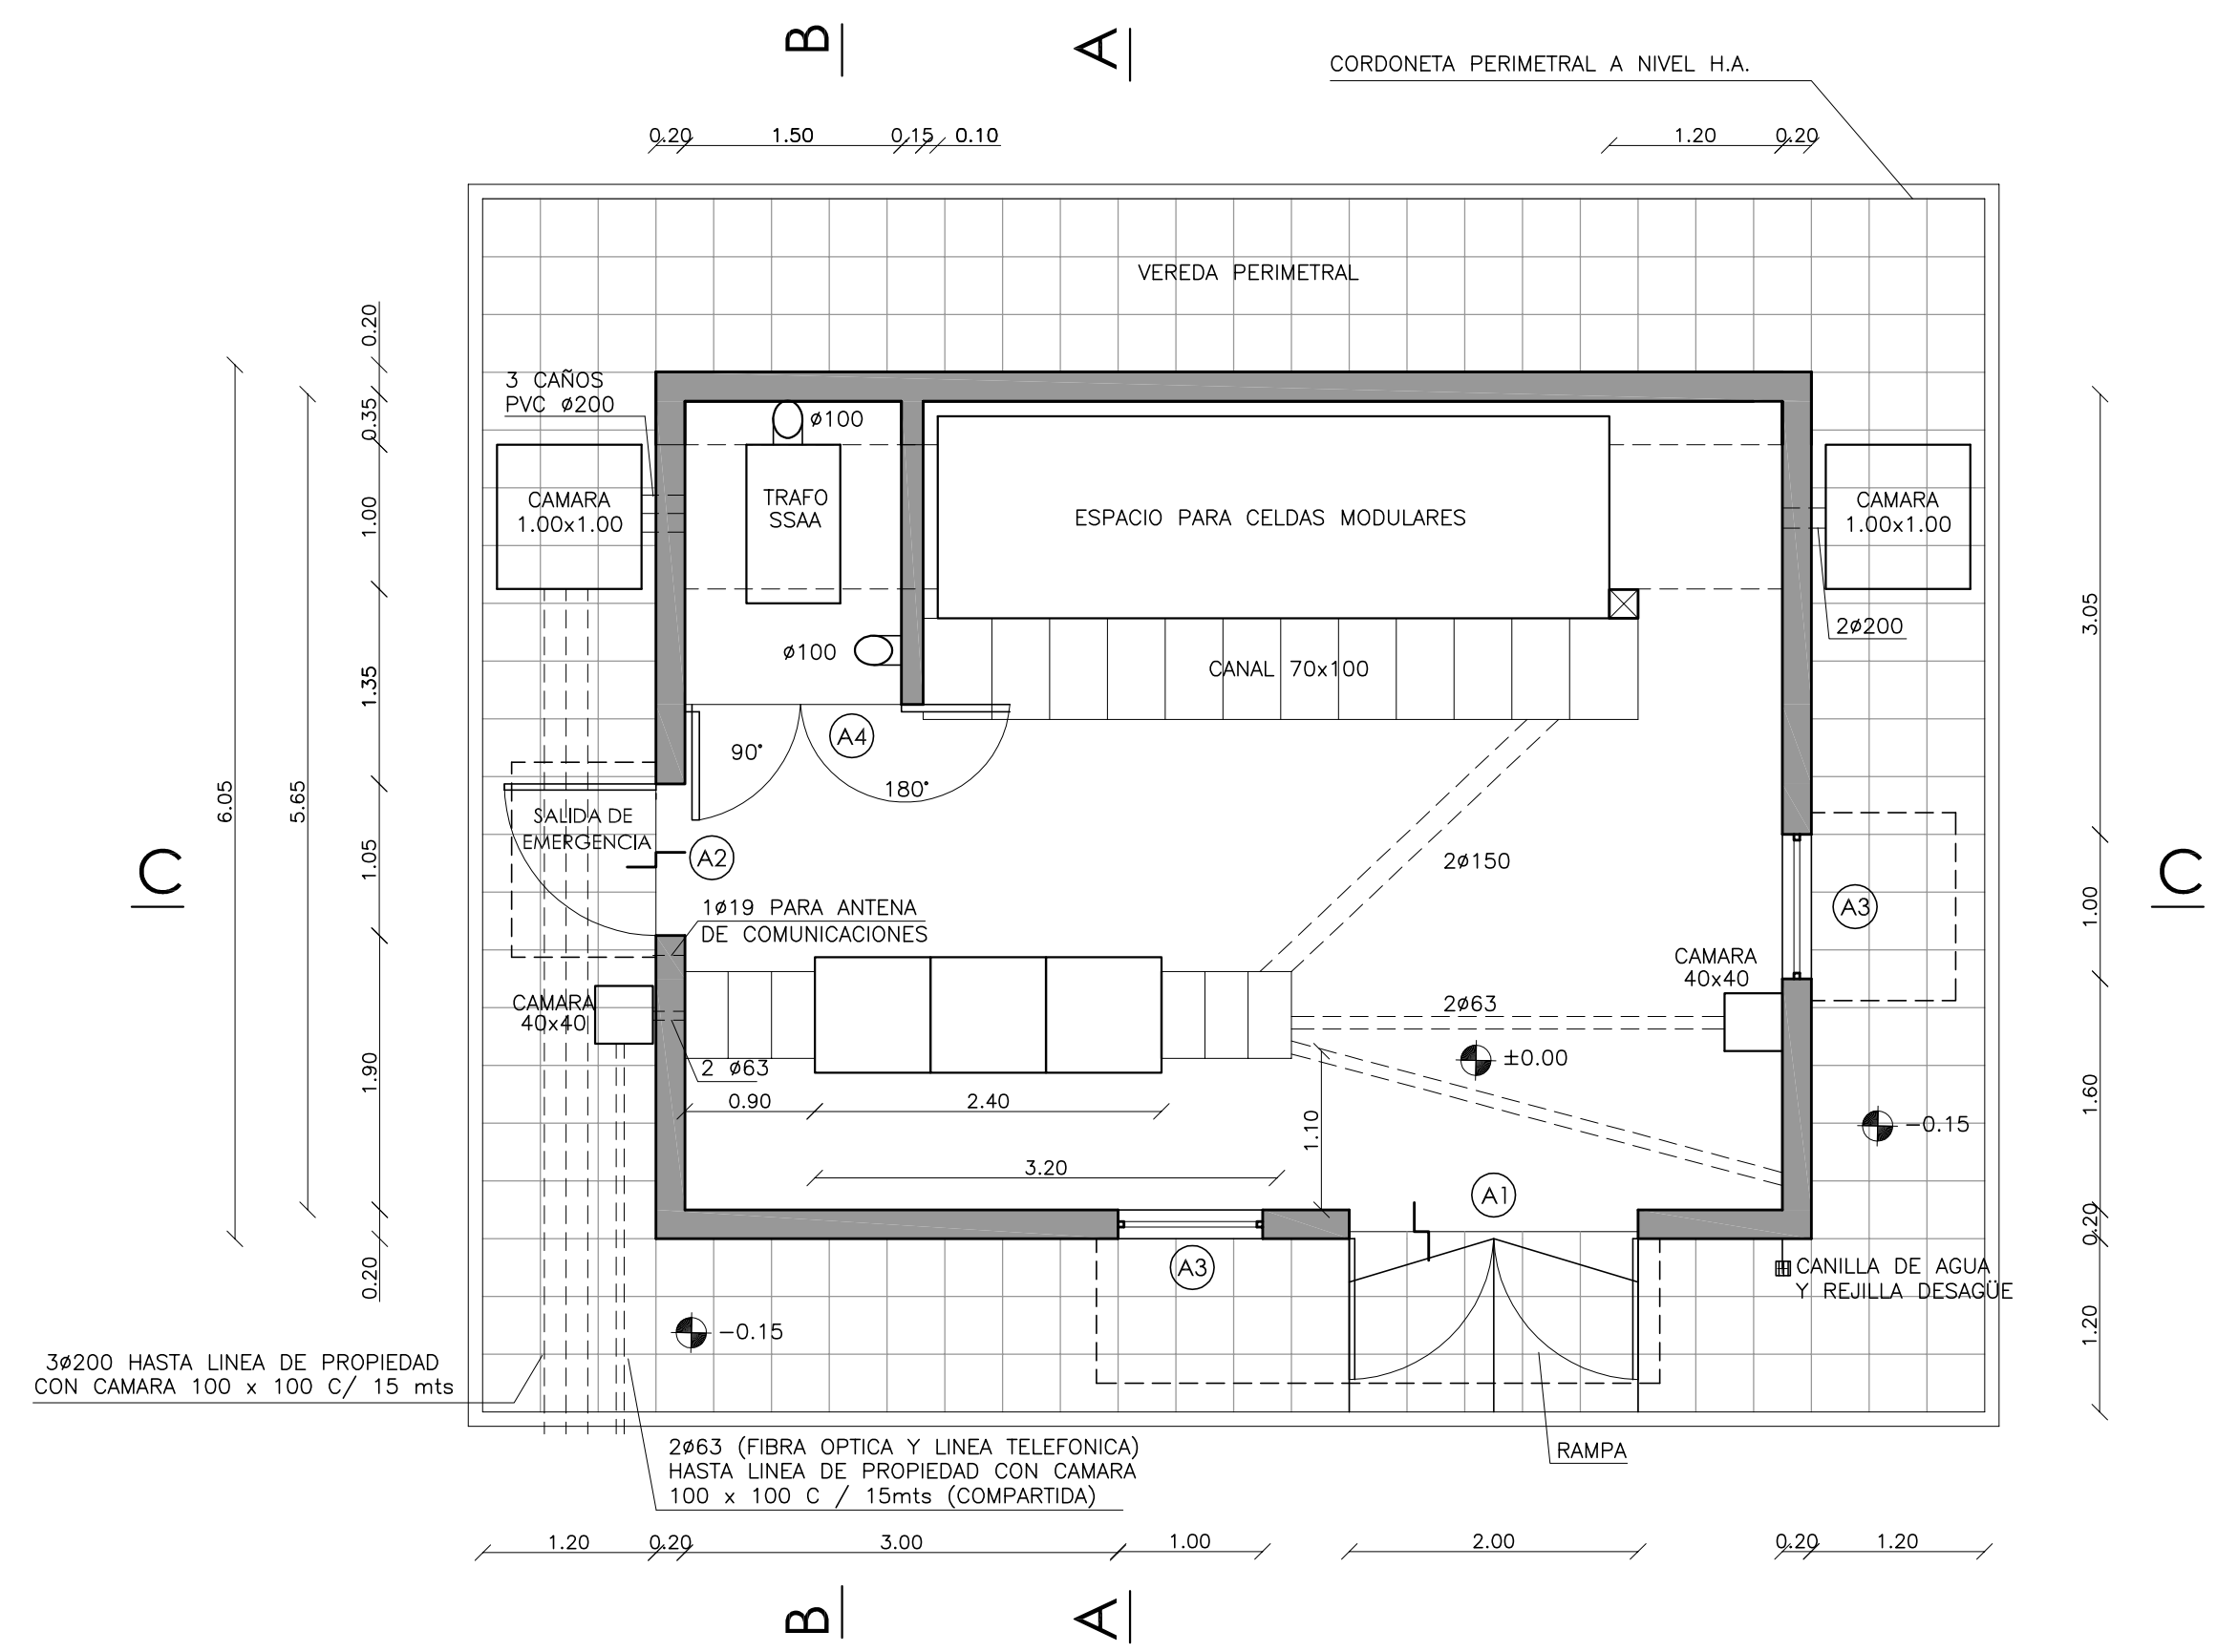 B
A
CORDONETA PERIMETRAL A NIVEL H.A.
0.20
1.50
0.15
0.10
1.20
0.20
VEREDA PERIMETRAL
0.20
0.35
1.00
1.35
1.05
1.90
0.20
6.05
5.65
3 CAÑOS
PVC ø200
ø100
CAMARA
1.00x1.00
TRAFO
SSAA
ESPACIO PARA CELDAS MODULARES
CAMARA
1.00x1.00
2ø200
ø100
CANAL 70x100
A4
90°
180°
SALIDA DE
EMERGENCIA
A2
C
C
3.05
1.00
1.60
0.20
1.20
2ø150
A3
1ø19 PARA ANTENA
DE COMUNICACIONES
CAMARA
40x40
CAMARA
40x40
2ø63
2 ø63
±0.00
0.90
2.40
1.10
-0.15
3.20
A1
A3
CANILLA DE AGUA
Y REJILLA DESAGÜE
-0.15
3ø200 HASTA LINEA DE PROPIEDAD
CON CAMARA 100 x 100 C/ 15 mts
2ø63 (FIBRA OPTICA Y LINEA TELEFONICA)
HASTA LINEA DE PROPIEDAD CON CAMARA
100 x 100 C / 15mts (COMPARTIDA)
RAMPA
1.20
0.20
3.00
1.00
2.00
0.20
1.20
B
A